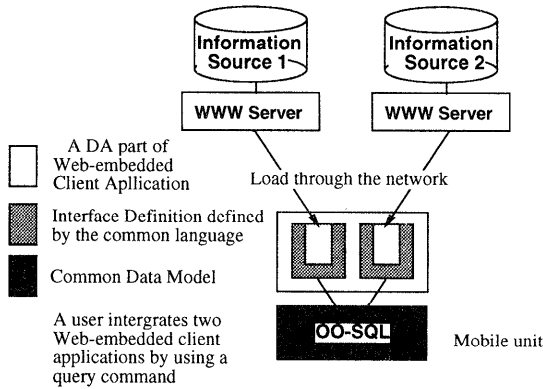 Information
Source 1
Information
Source 2
WWW Server
WWW Server
A DA part of
Web-embedded
Client Apllication
Load through the network
Interface Definition defined
by the common language
Common Data Model
OO-SQL
A user intergrates two
Web-embedded client
applications by using a
query command
Mobile unit